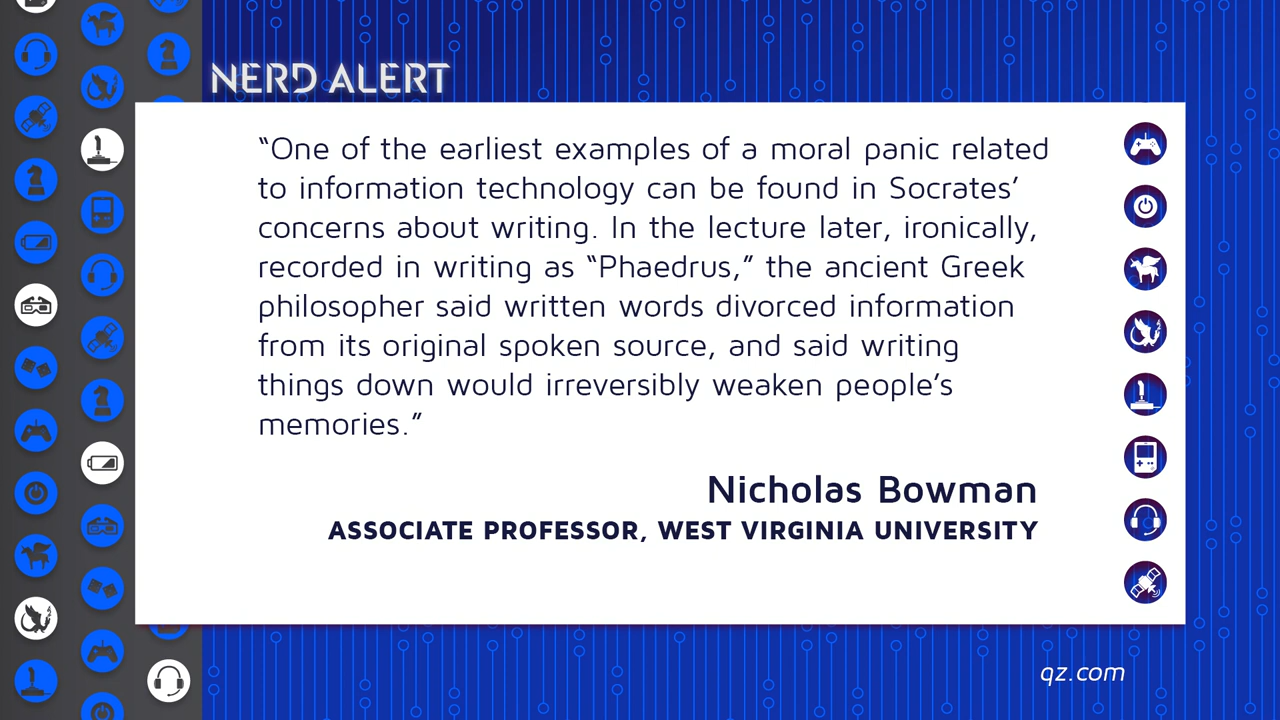 NERD ALERT
“One of the earliest examples of a moral panic related
to information technology can be found in Socrates’
concerns about writing. In the lecture later, ironically,
recorded in writing as “Phaedrus,” the ancient Greek
philosopher said written words divorced information
from its original spoken source, and said writing
things down would irreversibly weaken people’s
memories.”
Nicholas Bowman
ASSOCIATE PROFESSOR, WEST VIRGINIA UNIVERSITY
qz.com